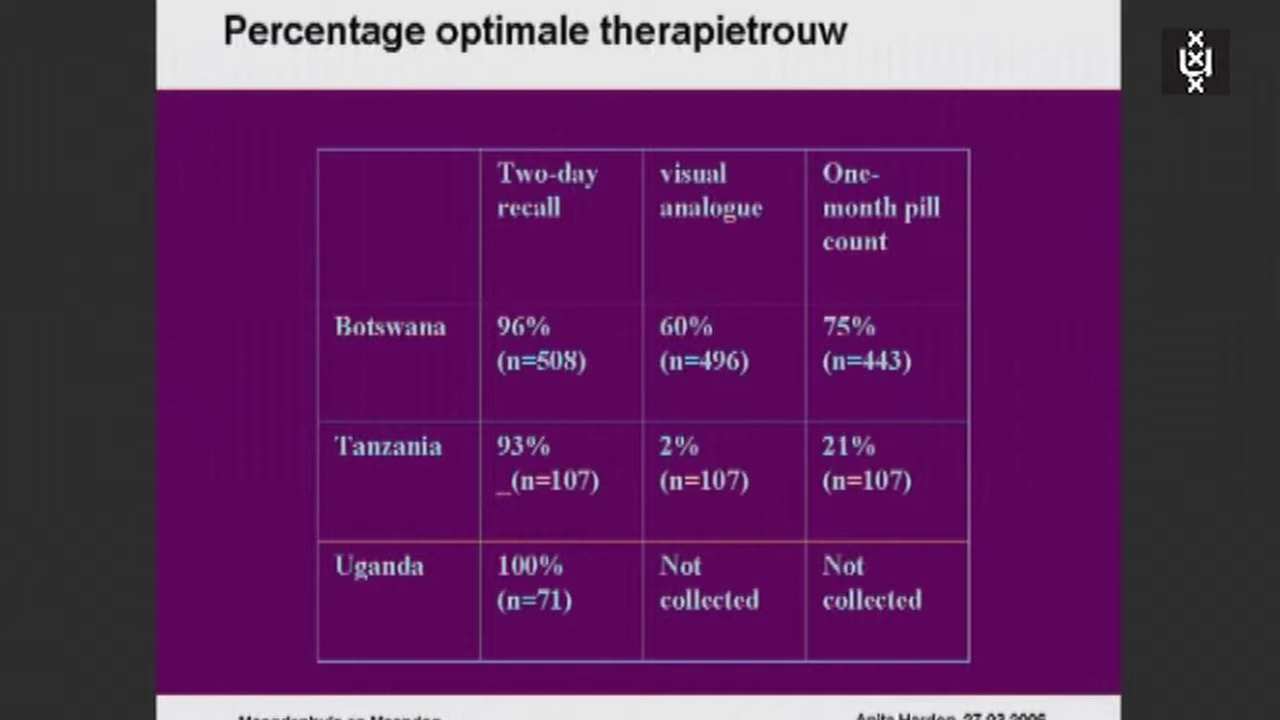 Percentage optimale therapietrouw
Two-day
recall
visual
analogue
One-
month pill
count
Botswana
96%
(n=508)
60%
(n=496)
75%
(n=443)
Tanzania
93%
_(n=107)
2%
(n=107)
21%
(n=107)
Uganda
100%
(n=71)
Not
collected
Not
collected